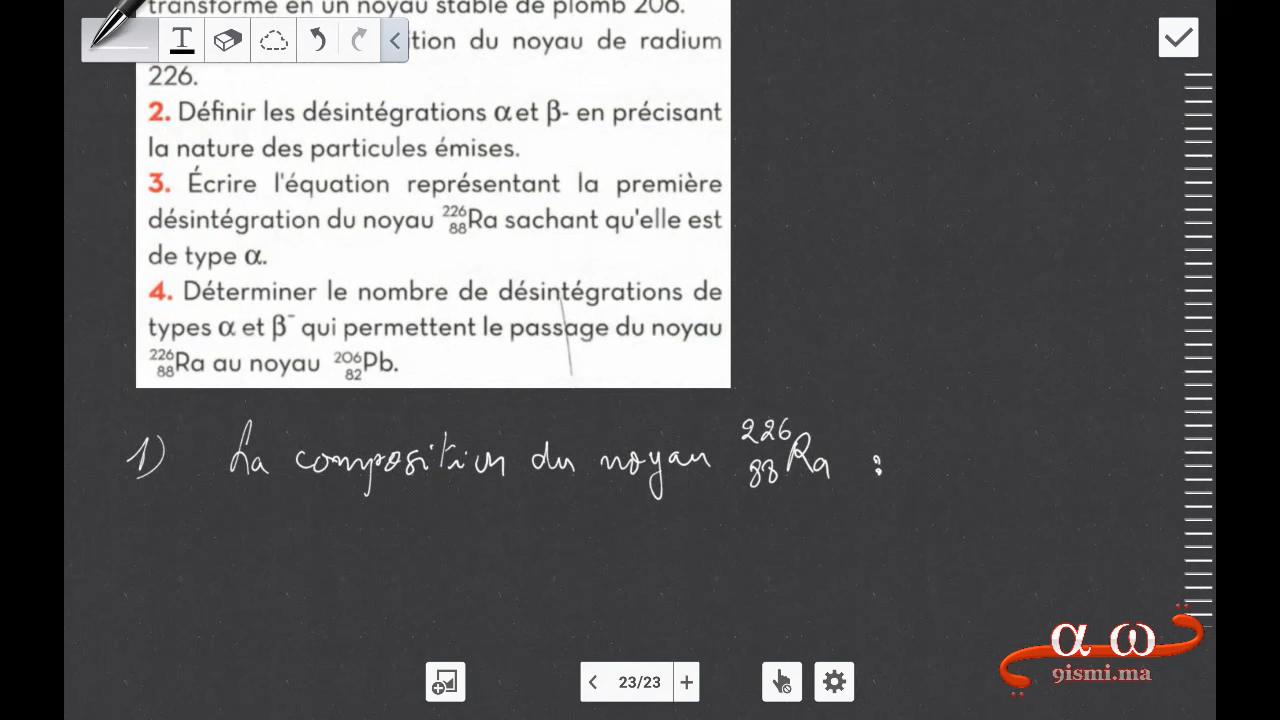 transforme en un noyau stable de plomb 206.
T
ition du noyau de radium
226.
2. Définir les désintégrations α et β- en précisant
la nature des particules émises.
3. Écrire l'équation représentant la première
désintégration du noyau ²²⁶₈₈Ra sachant qu'elle est
de type α.
4. Déterminer le nombre de désintégrations de
types α et β⁻ qui permettent le passage du noyau
²²⁶₈₈Ra au noyau ²⁰⁶₈₂Pb.
1) La composition du noyau ²²⁶₈₈Ra :
α ω
9ismi.ma
23/23